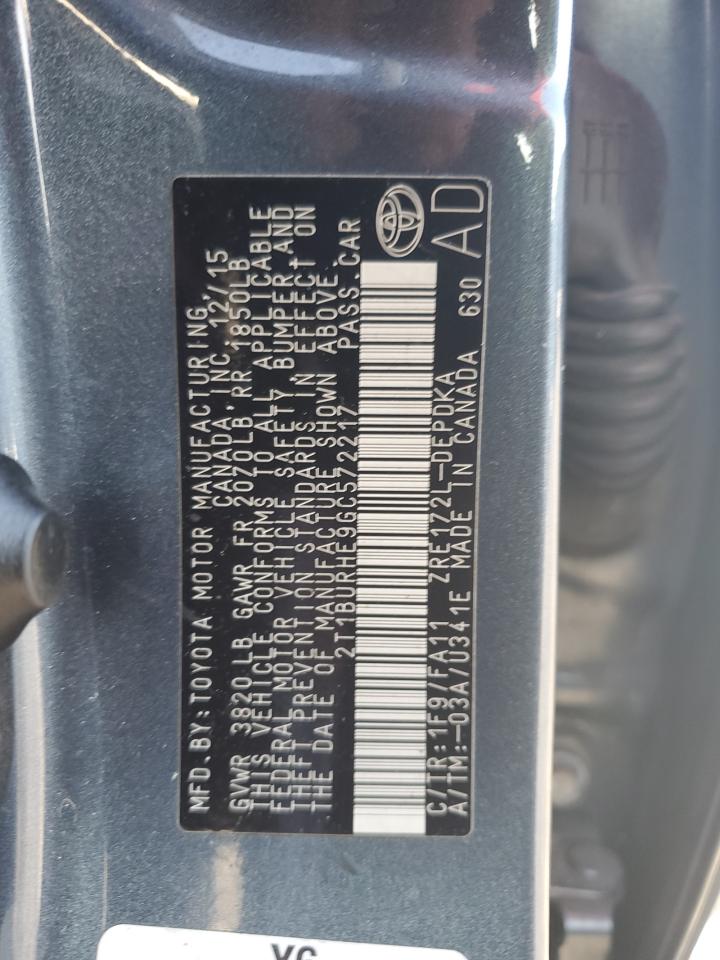 MFD.BY:TOYOTA MOTOR MANUFACTURING,
CANADA,INC. 12/15
GVWR 3820 LB GAWR FR 2070LB RR 1850LB
THIS VEHICLE CONFORMS TO ALL APPLICABLE
FEDERAL MOTOR VEHICLE SAFETY BUMPER,AND
THEFT PREVENTION STANDARDS IN EFFECT ON
THE DATE OF MANUFACTURE SHOWN ABOVE.
2T1BURHE9GC572217 PASS.CAR
C/TR:1F9/FA11 ZRE172L-DEPDKA
A/TM:-03A/U341E MADE IN CANADA 630
AD